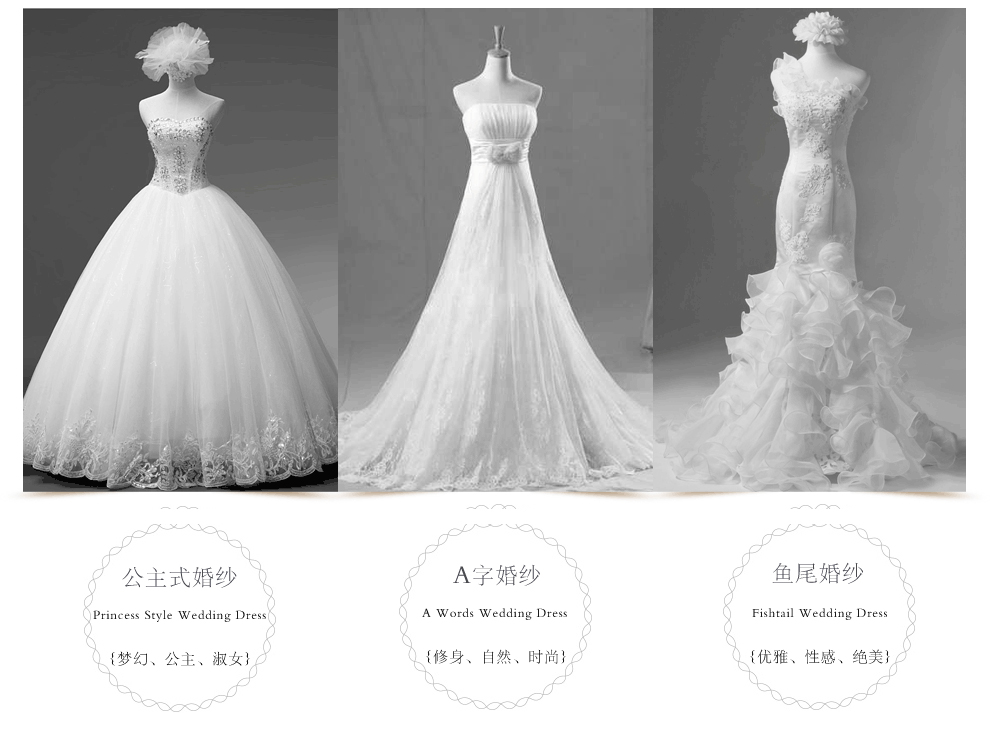 公主式婚纱
Princess Style Wedding Dress
{梦幻、公主、淑女}
A字婚纱
A Words Wedding Dress
{修身、自然、时尚}
鱼尾婚纱
Fishtail Wedding Dress
{优雅、性感、绝美}